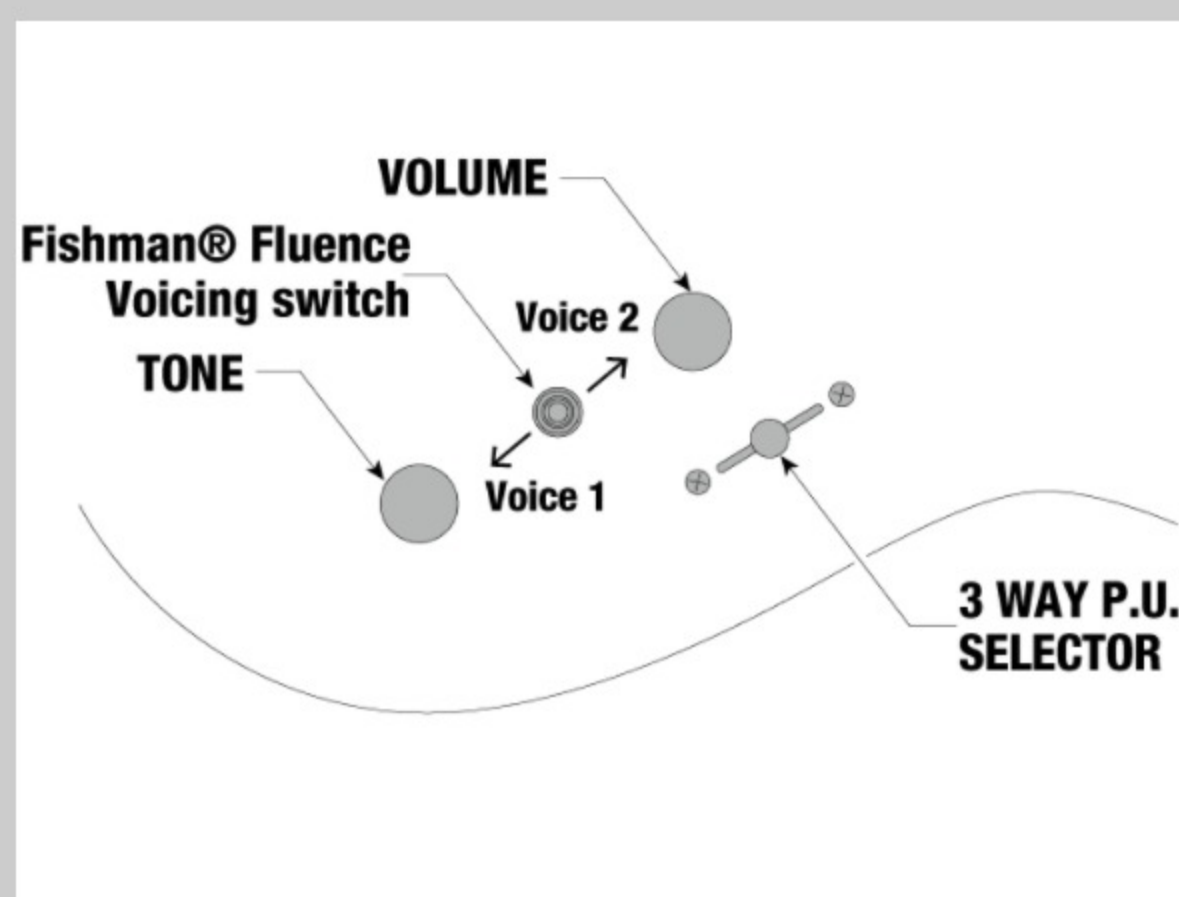 VOLUME
Fishman® Fluence
Voicing switch
Voice 2
TONE
Voice 1
3 WAY P.U.
SELECTOR